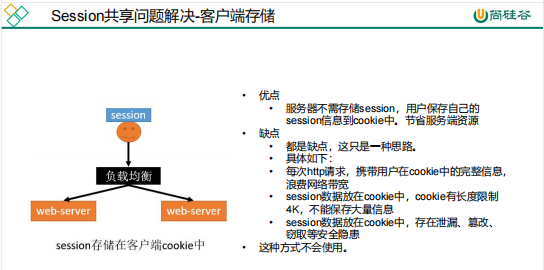 Session共享问题解决-客户端存储
尚硅谷
session
负载均衡
web-server
web-server
session存储在客户端cookie中
• 优点
• 服务器不需存储session，用户保存自己的
session信息到cookie中。节省服务端资源
• 缺点
• 都是缺点，这只是一种思路。
• 具体如下：
• 每次http请求，携带用户在cookie中的完整信息，
浪费网络带宽
• session数据放在cookie中，cookie有长度限制
4K，不能保存大量信息
• session数据放在cookie中，存在泄漏、篡改、
窃取等安全隐患
• 这种方式不会使用。